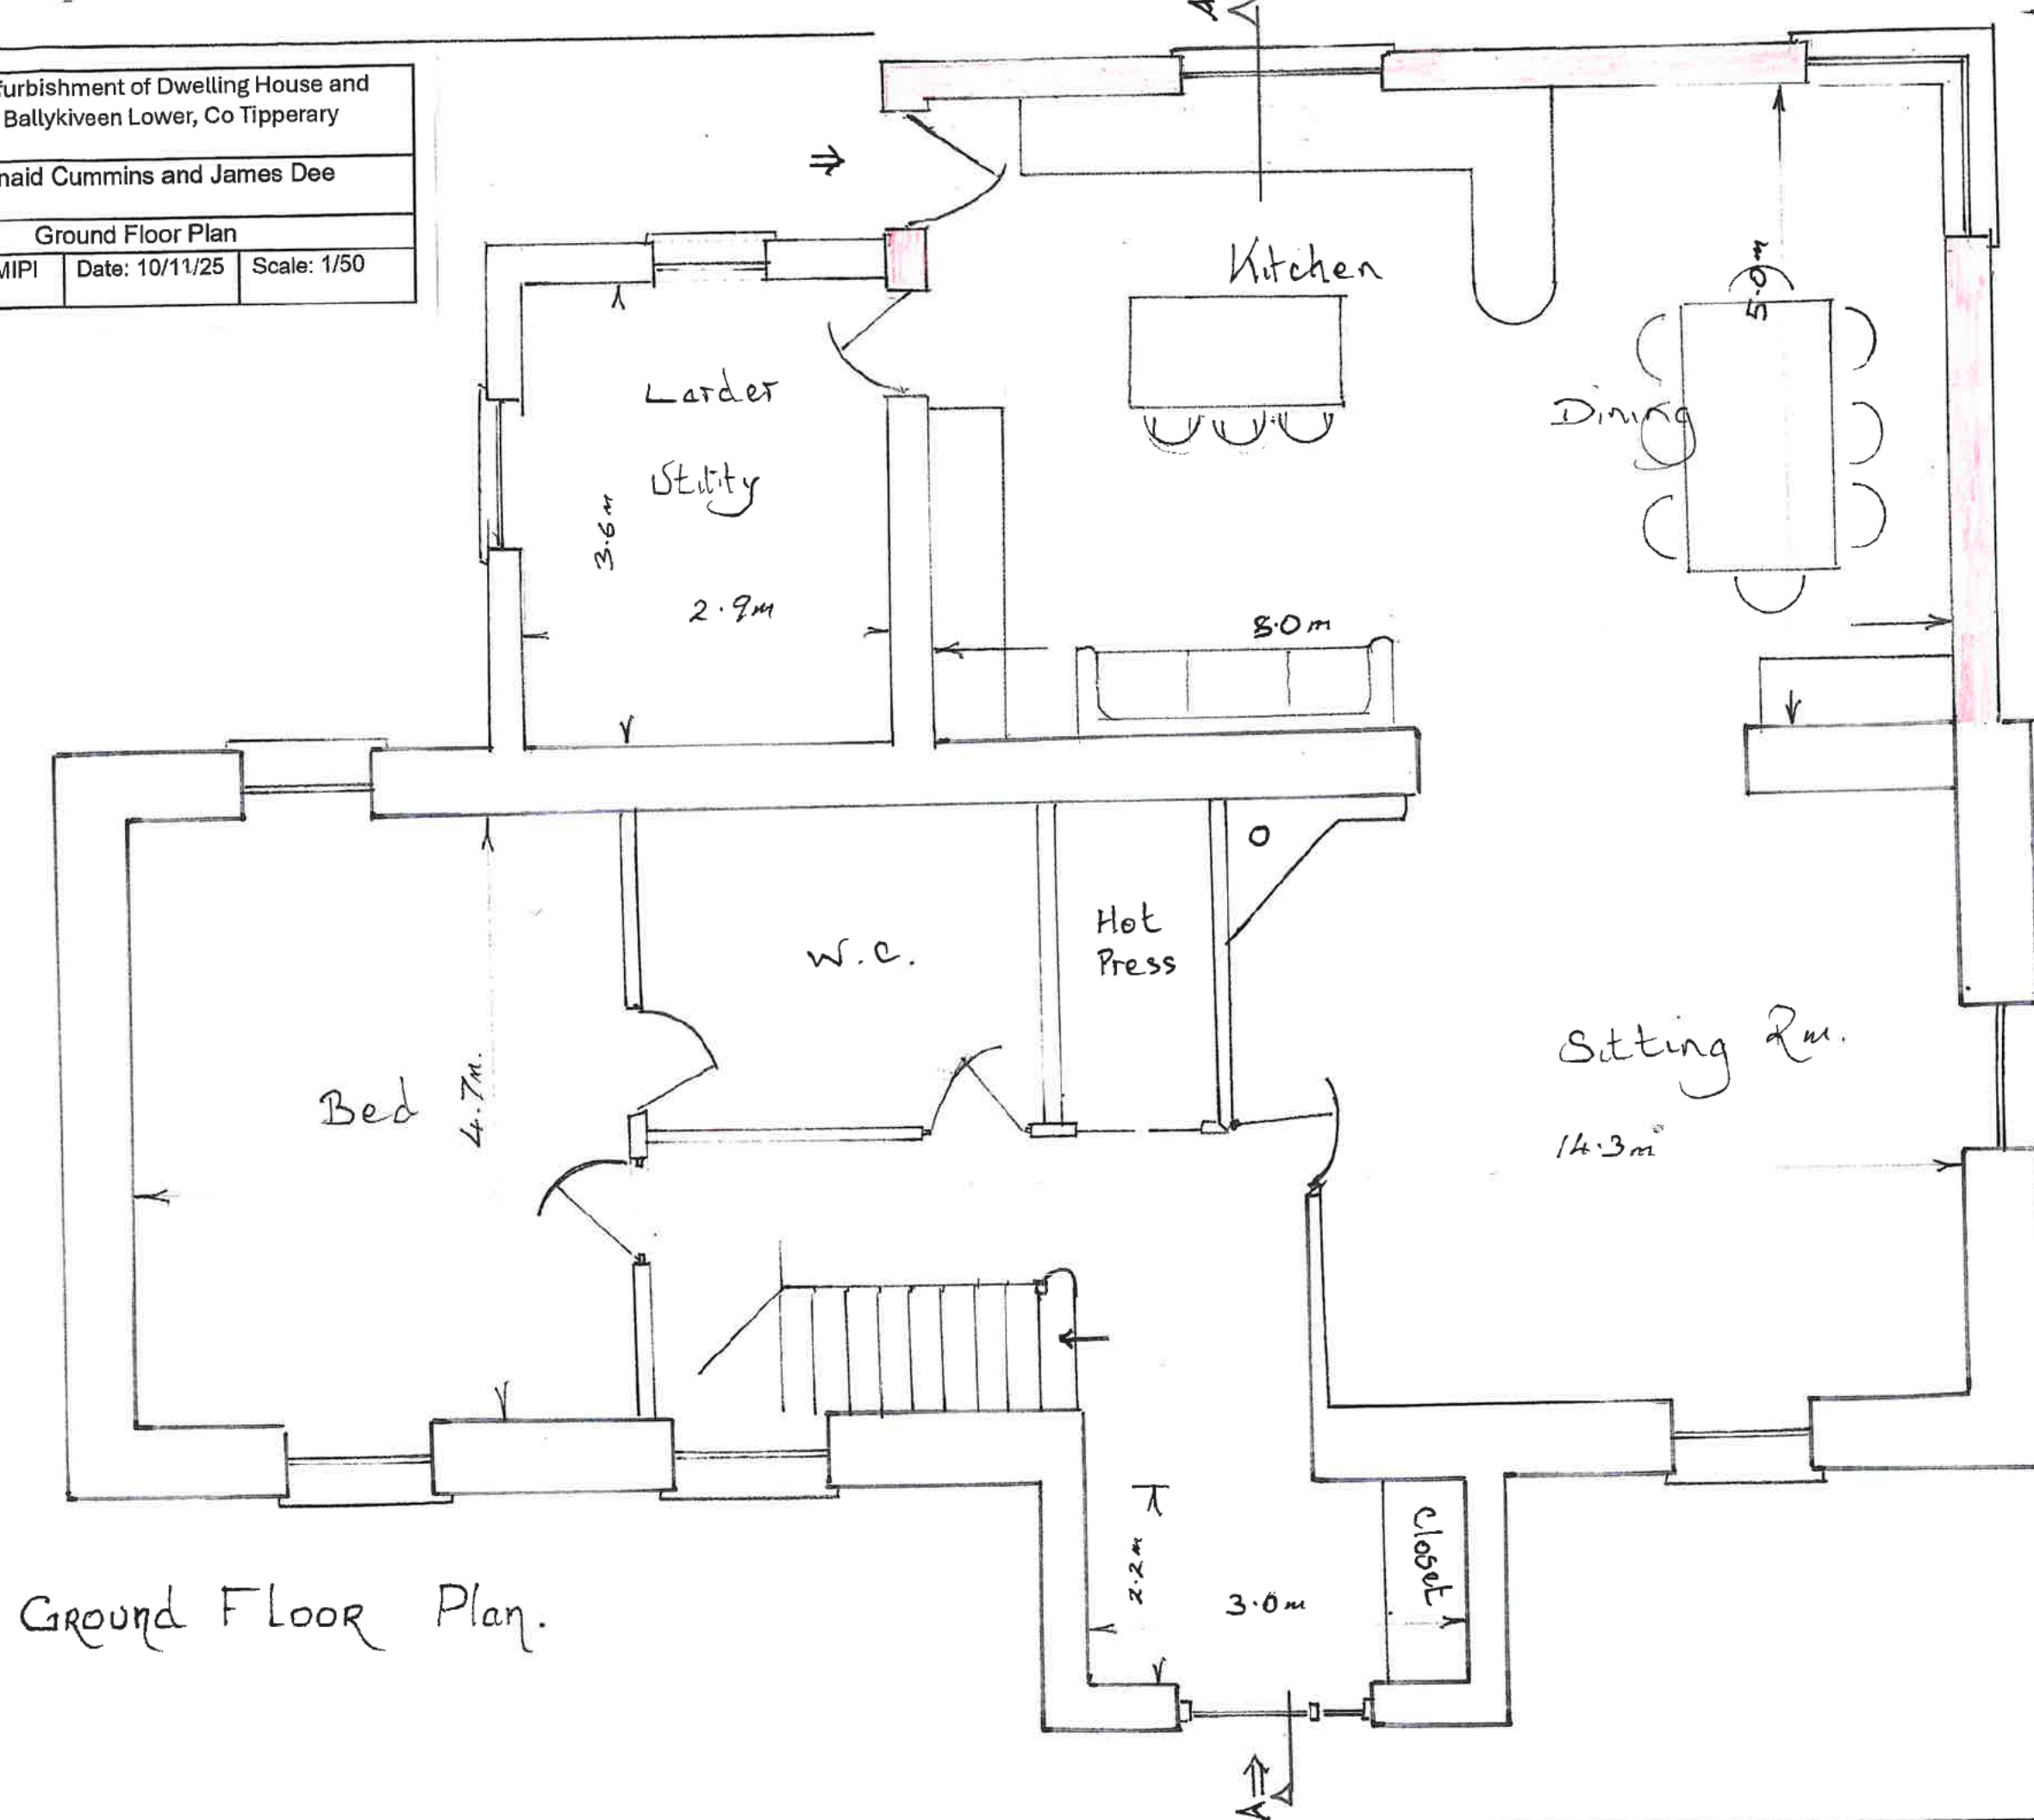 furbishment of Dwelling House and
Ballykiveen Lower, Co Tipperary
naid Cummins and James Dee
Ground Floor Plan
MIPI
Date: 10/11/25
Scale: 1/50
A
Kitchen
5.0m
Larder
Utility
Dining
3.6m
2.9m
8.0m
O
Hot
Press
W.C.
Sitting Rm.
Bed
4.7m.
14.3m
Closet
2.2m
3.0m
GROUND FLOOR Plan.
A